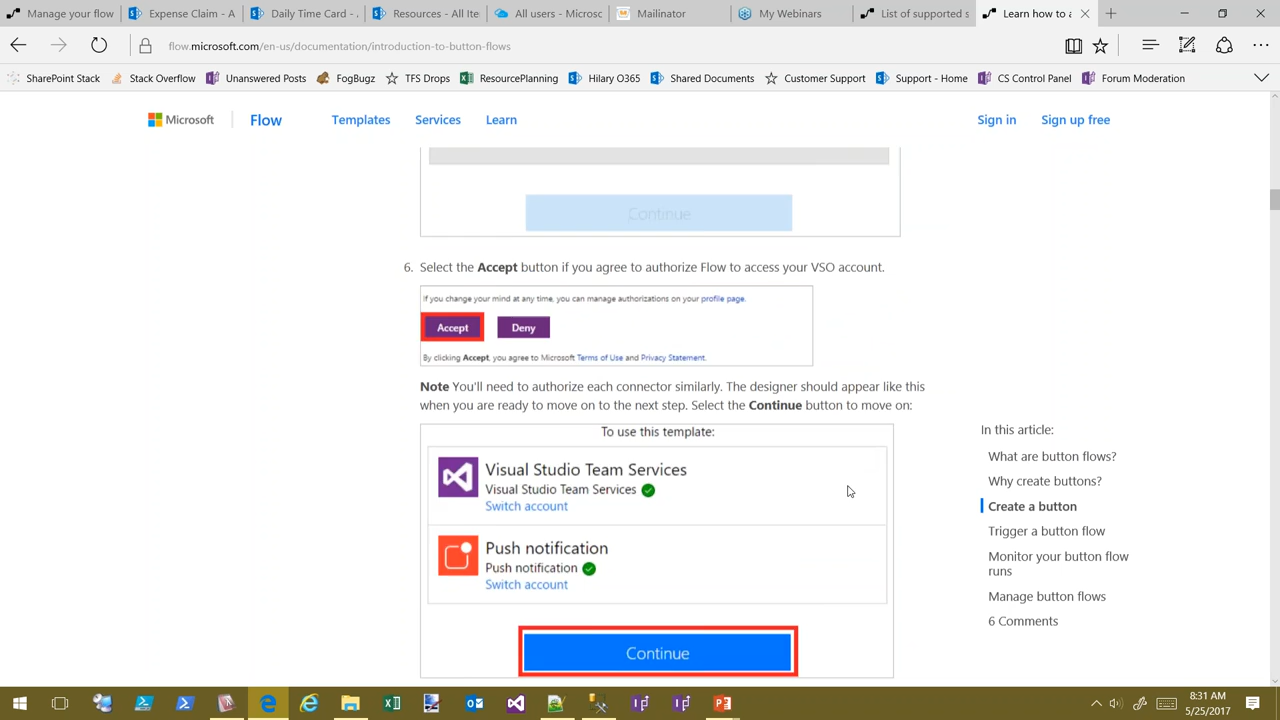 Manage your flow
Expense Claim - A
Daily Time Card
Resources - All Ite
All users - Microsc
Mailinator
My Webinars
List of supported s
Learn how to a
flow.microsoft.com/en-us/documentation/introduction-to-button-flows
SharePoint Stack
Stack Overflow
Unanswered Posts
FogBugz
TFS Drops
ResourcePlanning
Hilary O365
Shared Documents
Customer Support
Support - Home
CS Control Panel
Forum Moderation
Microsoft
Flow
Templates
Services
Learn
Sign in
Sign up free
Continue
6. Select the Accept button if you agree to authorize Flow to access your VSO account.
If you change your mind at any time, you can manage authorizations on your profile page.
Accept
Deny
By clicking Accept, you agree to Microsoft Terms of Use and Privacy Statement.
Note You'll need to authorize each connector similarly. The designer should appear like this
when you are ready to move on to the next step. Select the Continue button to move on:
To use this template:
Visual Studio Team Services
Visual Studio Team Services
Switch account
Push notification
Push notification
Switch account
Continue
In this article:
What are button flows?
Why create buttons?
Create a button
Trigger a button flow
Monitor your button flow
runs
Manage button flows
6 Comments
8:31 AM
5/25/2017